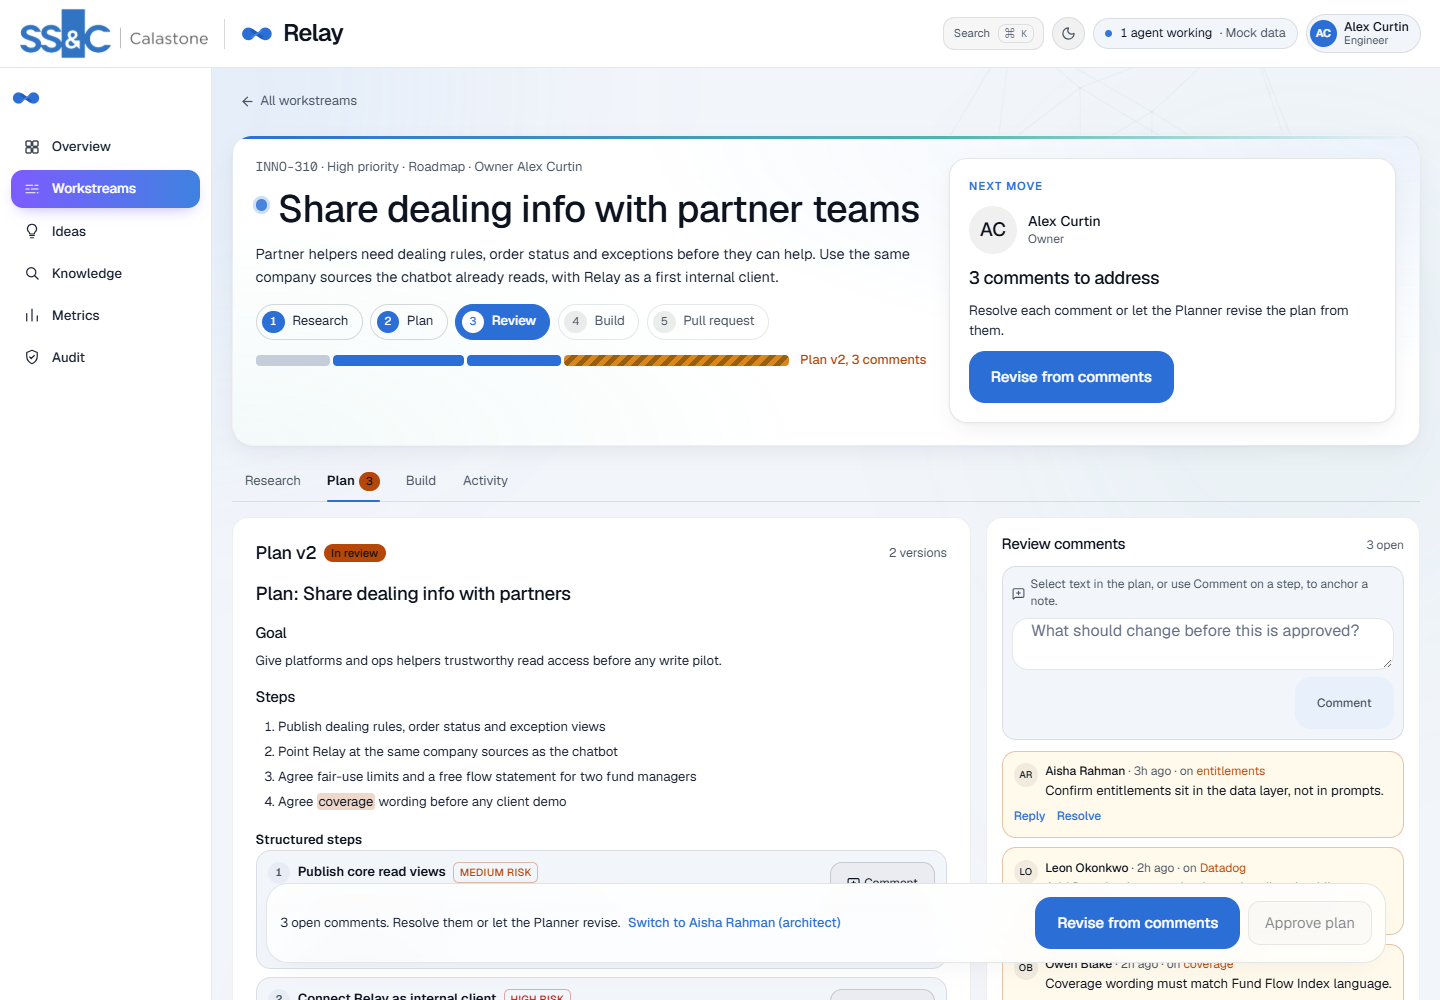 SS&C | Calastone
Relay
Search ⌘ K
1 agent working · Mock data
AC Alex Curtin
Engineer
All workstreams
Overview
Workstreams
Ideas
Knowledge
Metrics
Audit
INNO-310 · High priority · Roadmap · Owner Alex Curtin
Share dealing info with partner teams
Partner helpers need dealing rules, order status and exceptions before they can help. Use the same
company sources the chatbot already reads, with Relay as a first internal client.
1 Research
2 Plan
3 Review
4 Build
5 Pull request
Plan v2, 3 comments
NEXT MOVE
AC Alex Curtin
Owner
3 comments to address
Resolve each comment or let the Planner revise the plan from
them.
Revise from comments
Research
Plan 3
Build
Activity
Plan v2 In review
2 versions
Plan: Share dealing info with partners
Goal
Give platforms and ops helpers trustworthy read access before any write pilot.
Steps
1. Publish dealing rules, order status and exception views
2. Point Relay at the same company sources as the chatbot
3. Agree fair-use limits and a free flow statement for two fund managers
4. Agree coverage wording before any client demo
Structured steps
1 Publish core read views MEDIUM RISK
Comment
2 Connect Relay as internal client HIGH RISK
Review comments
3 open
Select text in the plan, or use Comment on a step, to anchor a
note.
What should change before this is approved?
Comment
AR Aisha Rahman · 3h ago · on entitlements
Confirm entitlements sit in the data layer, not in prompts.
Reply Resolve
LO Leon Okonkwo · 2h ago · on Datadog
OB Owen Blake · 2h ago · on coverage
Coverage wording must match Fund Flow Index language.
3 open comments. Resolve them or let the Planner revise. Switch to Aisha Rahman (architect)
Revise from comments
Approve plan